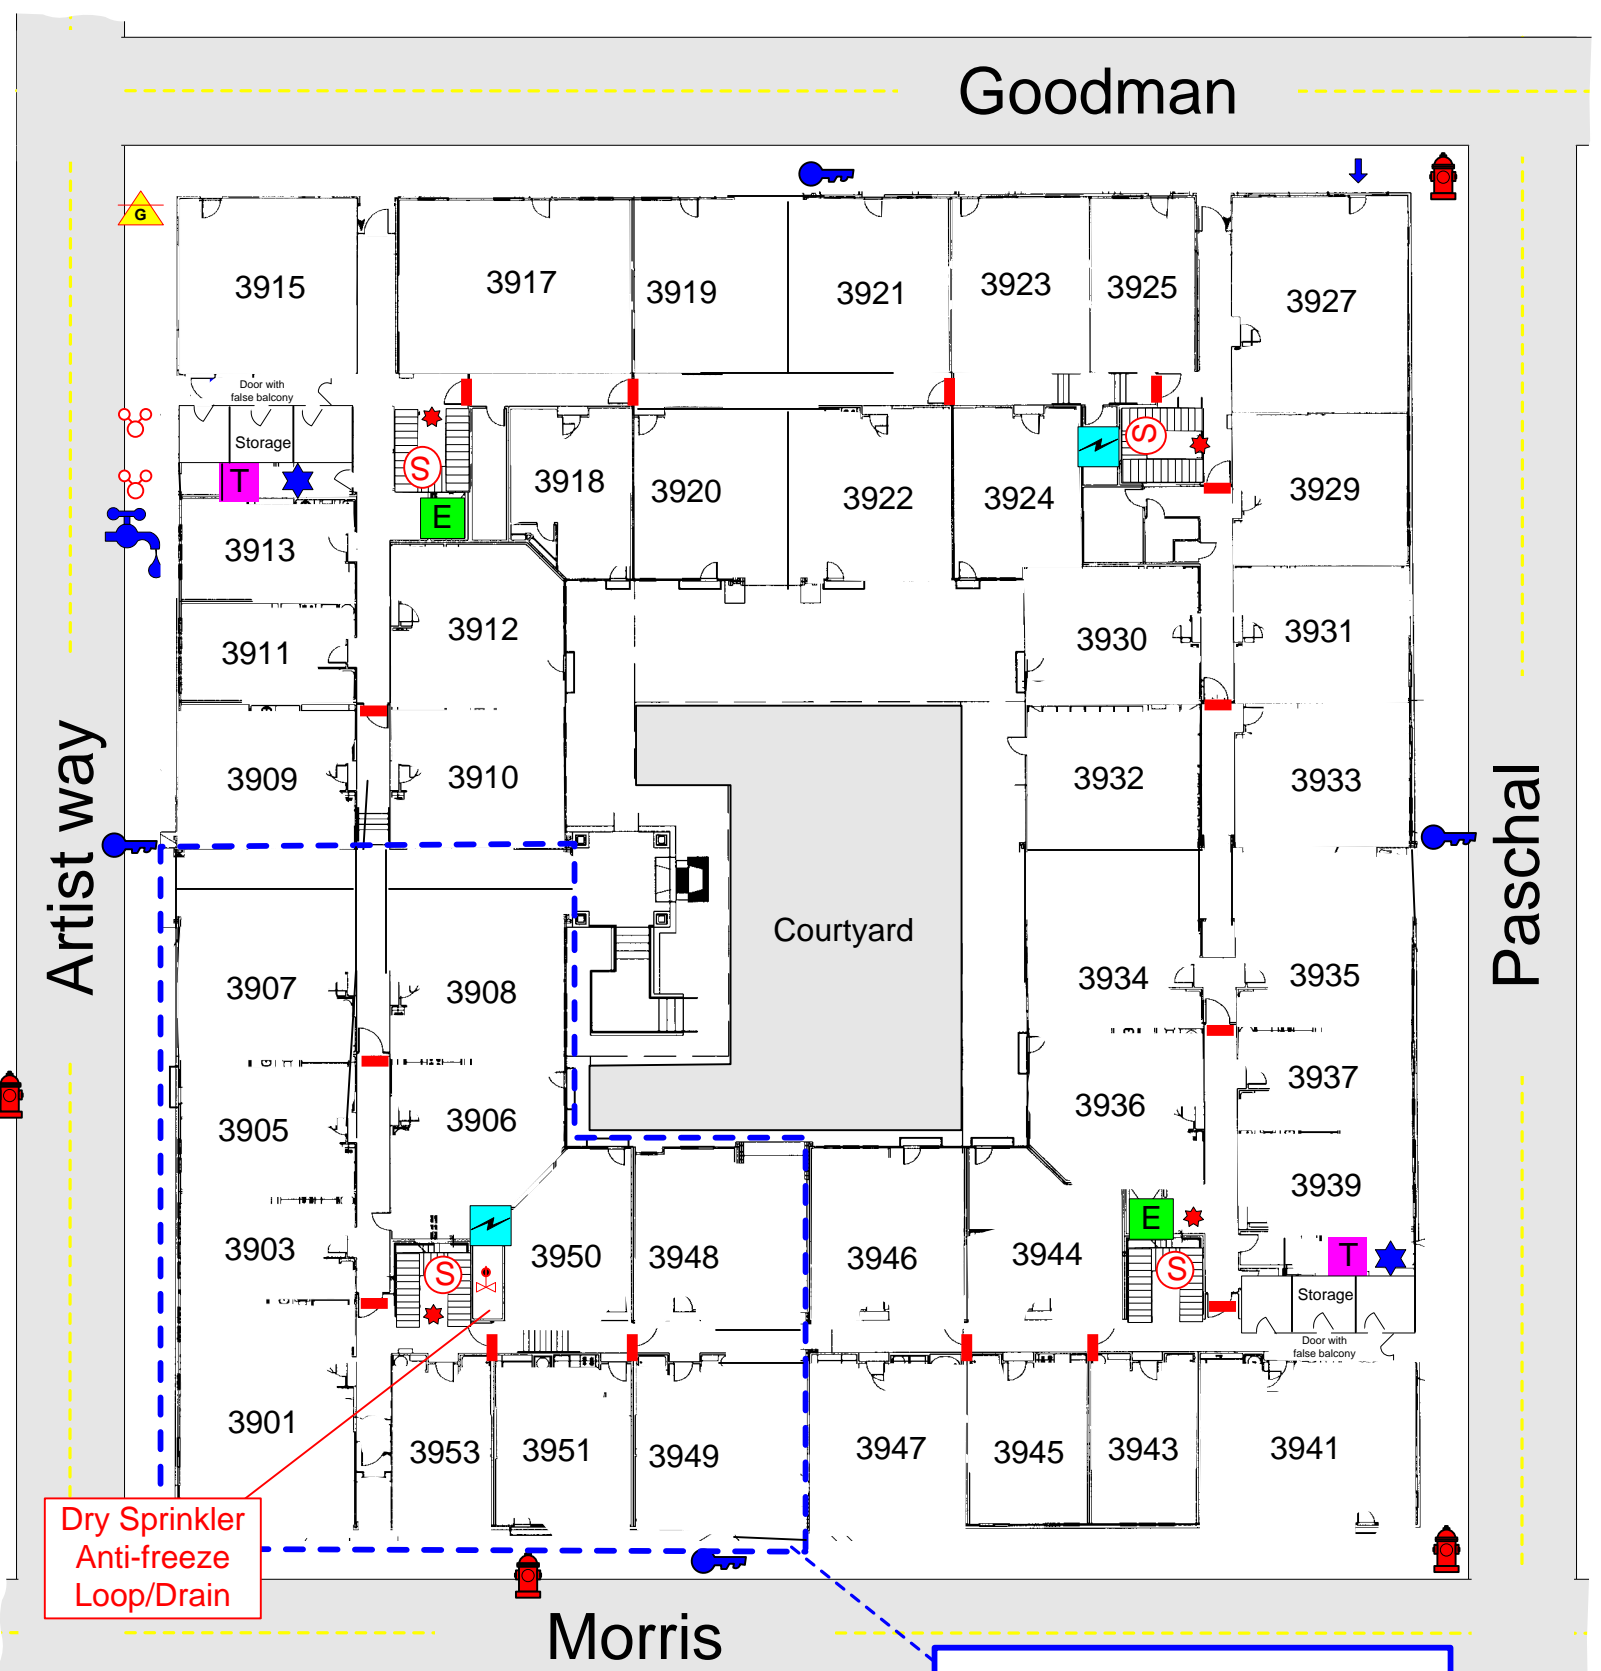 Goodman
G
3915
3917
3919
3921
3923
3925
3927
Door with
false balcony
Storage
T
S
E
3918
3920
3922
3924
S
3929
3913
3911
3912
3930
3931
3909
3910
3932
3933
Artist way
Paschal
Courtyard
3907
3908
3934
3935
3905
3906
3936
3937
3939
3903
S
3950
3948
3946
3944
E
S
T
Storage
Door with
false balcony
3901
3953
3951
3949
3947
3945
3943
3941
Dry Sprinkler
Anti-freeze
Loop/Drain
Morris